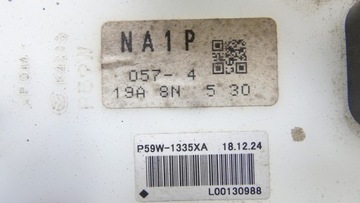 NA1P
057- 4
19A 8N 5 30
P59W-1335XA 18.12.24
L00130988